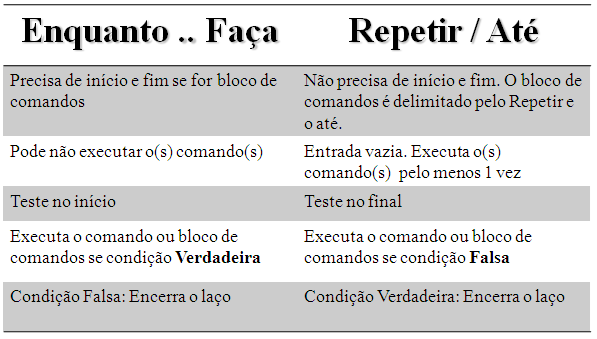 Enquanto .. Faça
Repetir / Até
Precisa de início e fim se for bloco de
comandos
Não precisa de início e fim. O bloco de
comandos é delimitado pelo Repetir e
o até.
Pode não executar o(s) comando(s)
Entrada vazia. Executa o(s)
comando(s) pelo menos 1 vez
Teste no início
Teste no final
Executa o comando ou bloco de
comandos se condição Verdadeira
Executa o comando ou bloco de
comandos se condição Falsa
Condição Falsa: Encerra o laço
Condição Verdadeira: Encerra o laço